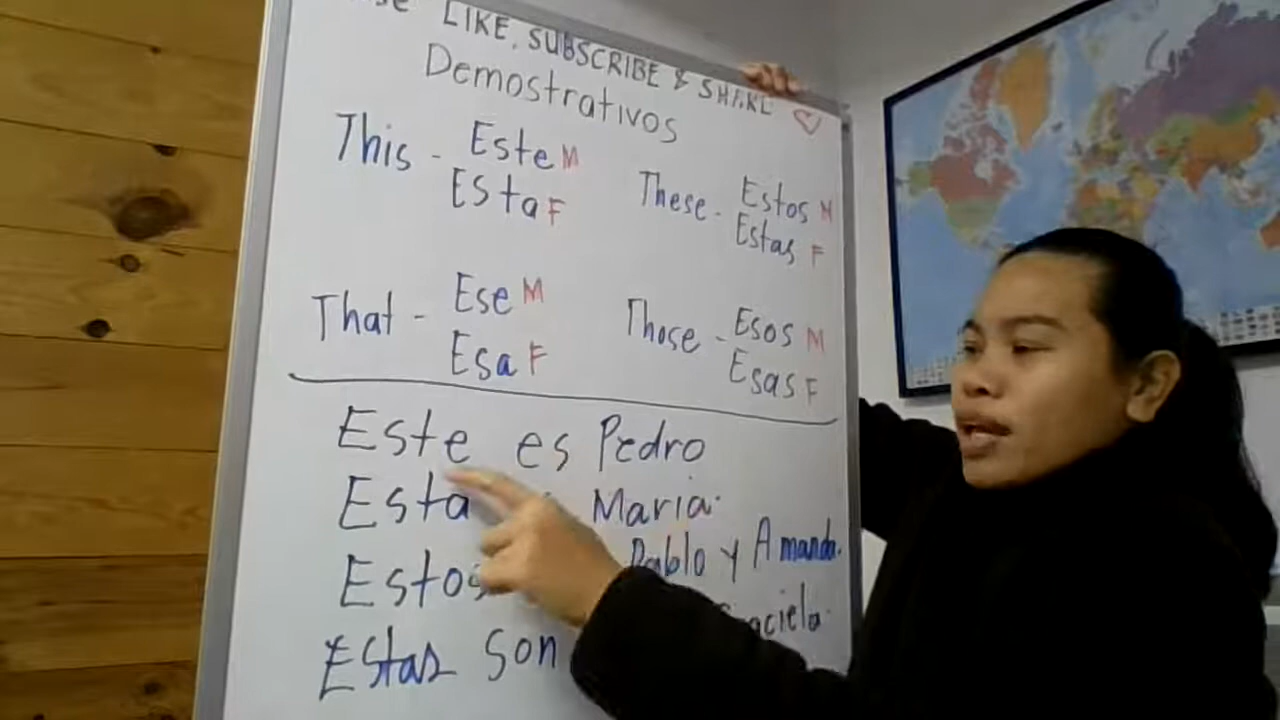 LIKE, SUBSCRIBE & SHARE
Demostrativos
This - Este M
Esta F
These - Estos M
Estas F
That - Ese M
Esa F
Those - Esos M
Esas F
Este es Pedro
Esta Maria.
Estos Pablo y Amanda.
Estas son